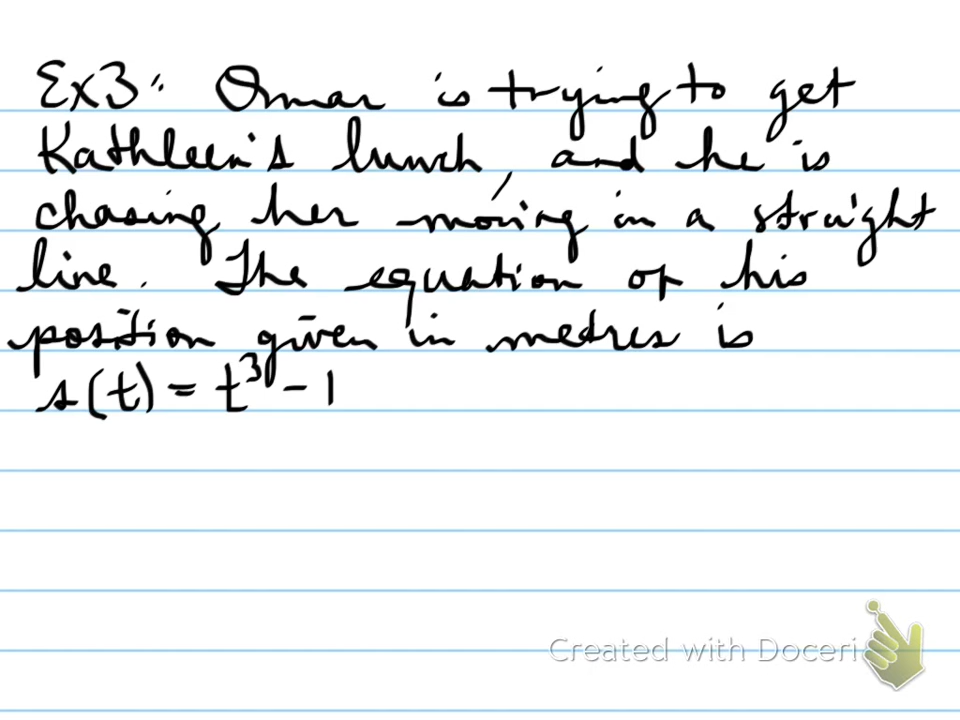 Ex3: Omar is trying to get
Kathleen's lunch, and he is
chasing her moving in a straight
line. The equation of his
position given in metres is
s(t) = t³ - 1
Created with Doceri